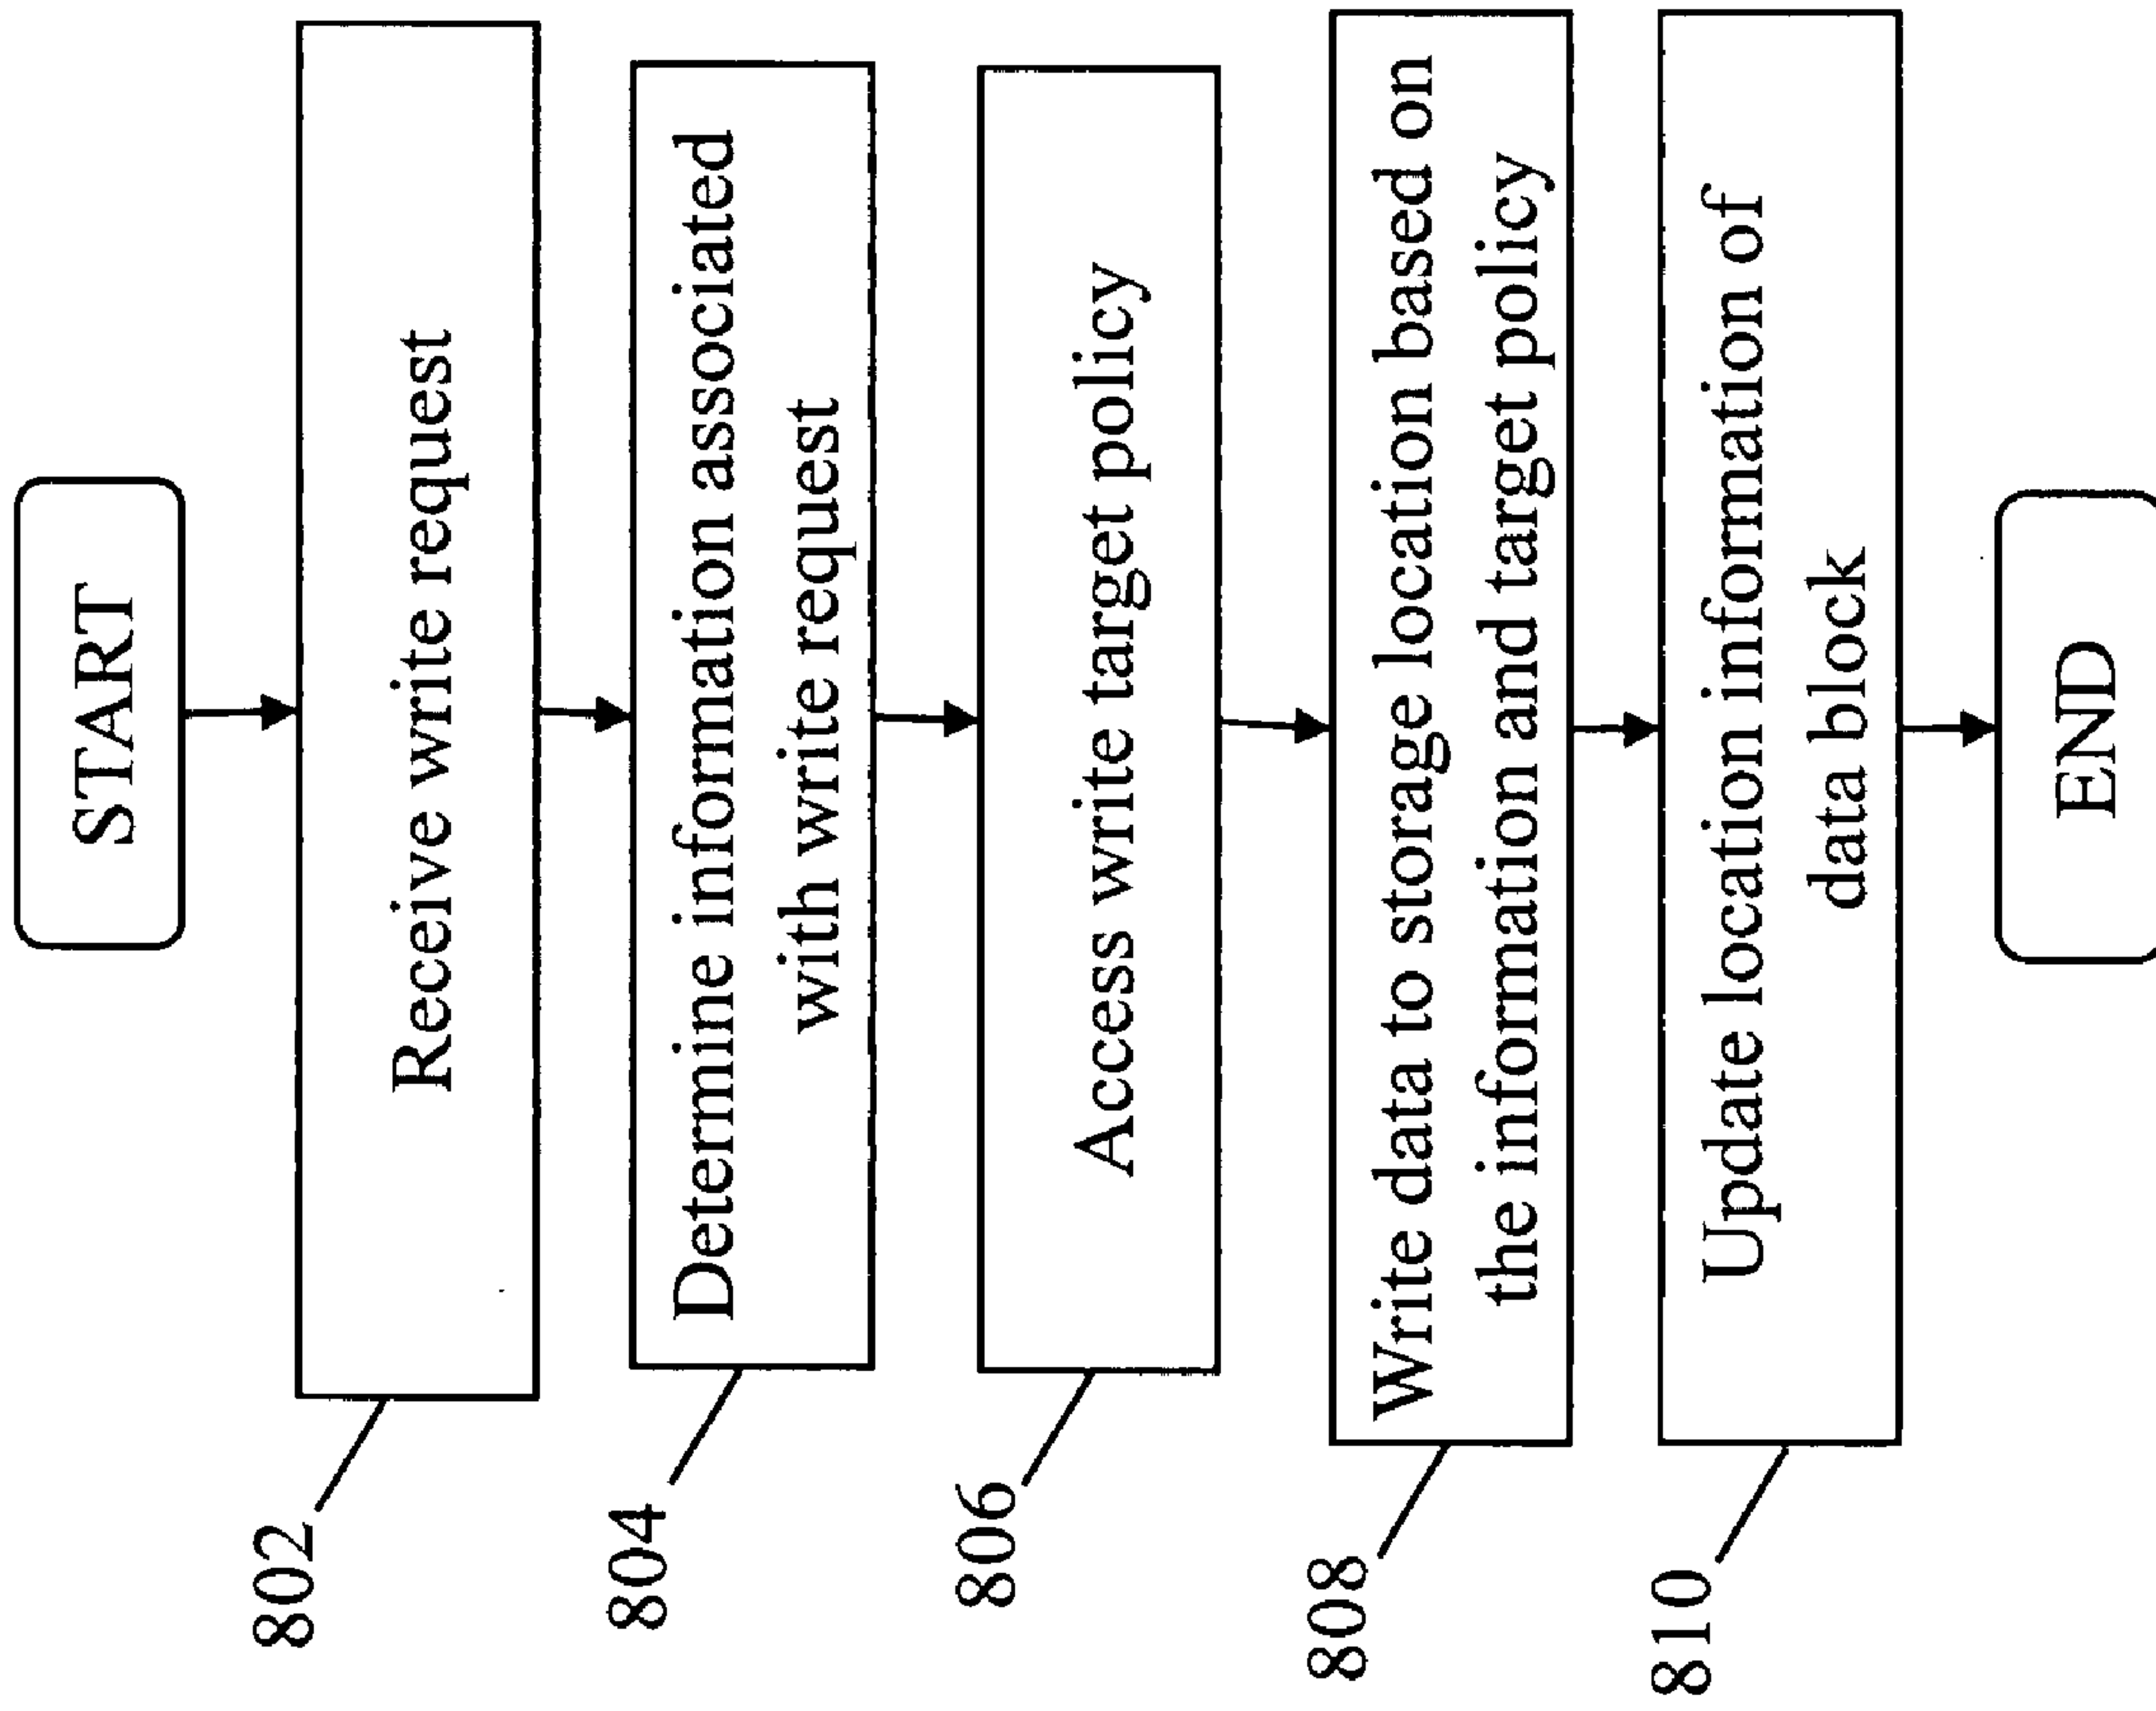 START
802
Receive write request
804
Determine information associated
with write request
806
Access write target policy
808
Write data to storage location based on
the information and target policy
810
Update location information of
data block
END